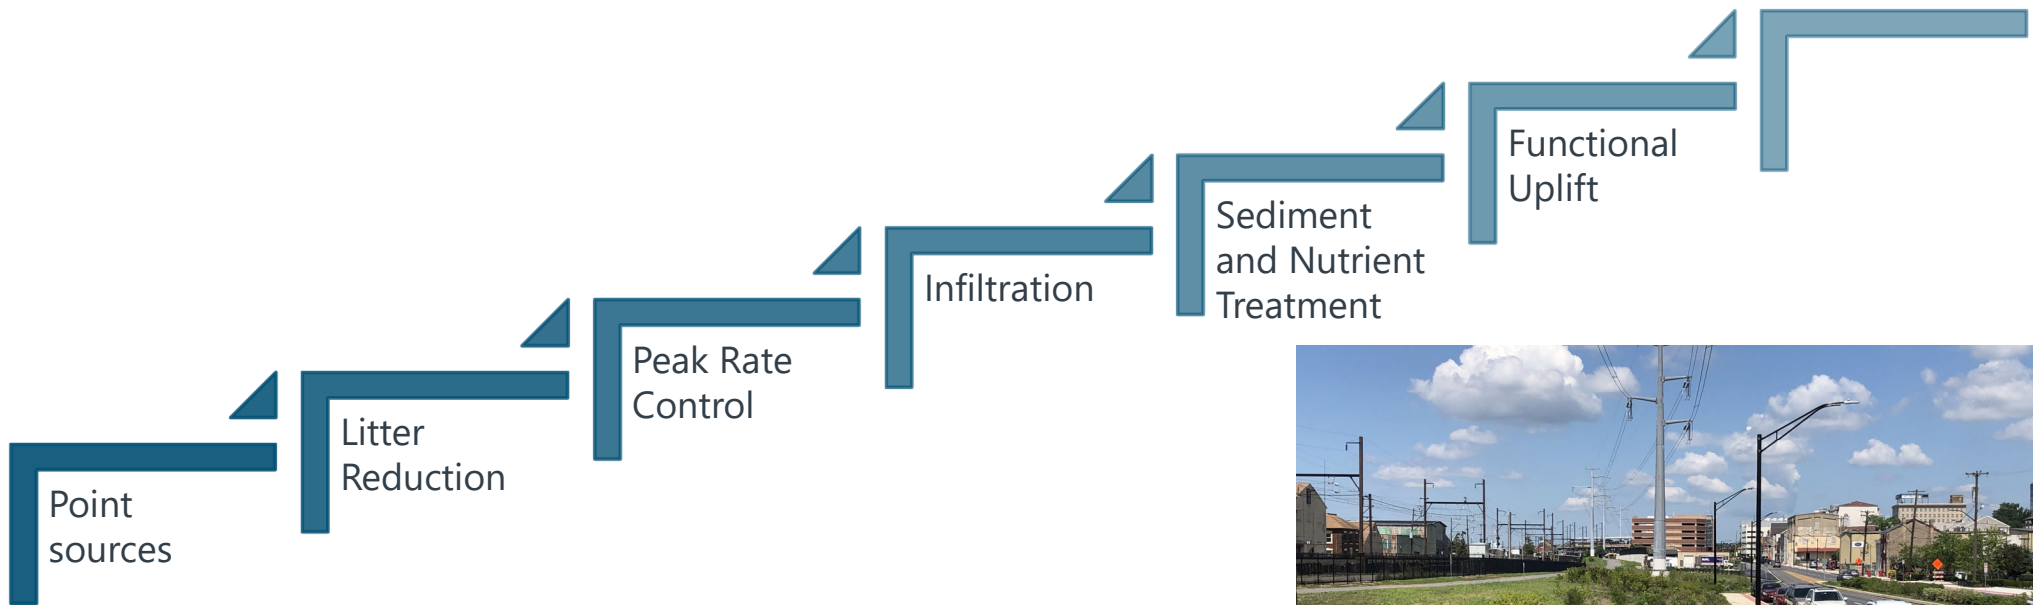 Point
sources
Litter
Reduction
Peak Rate
Control
Infiltration
Sediment
and Nutrient
Treatment
Functional
Uplift